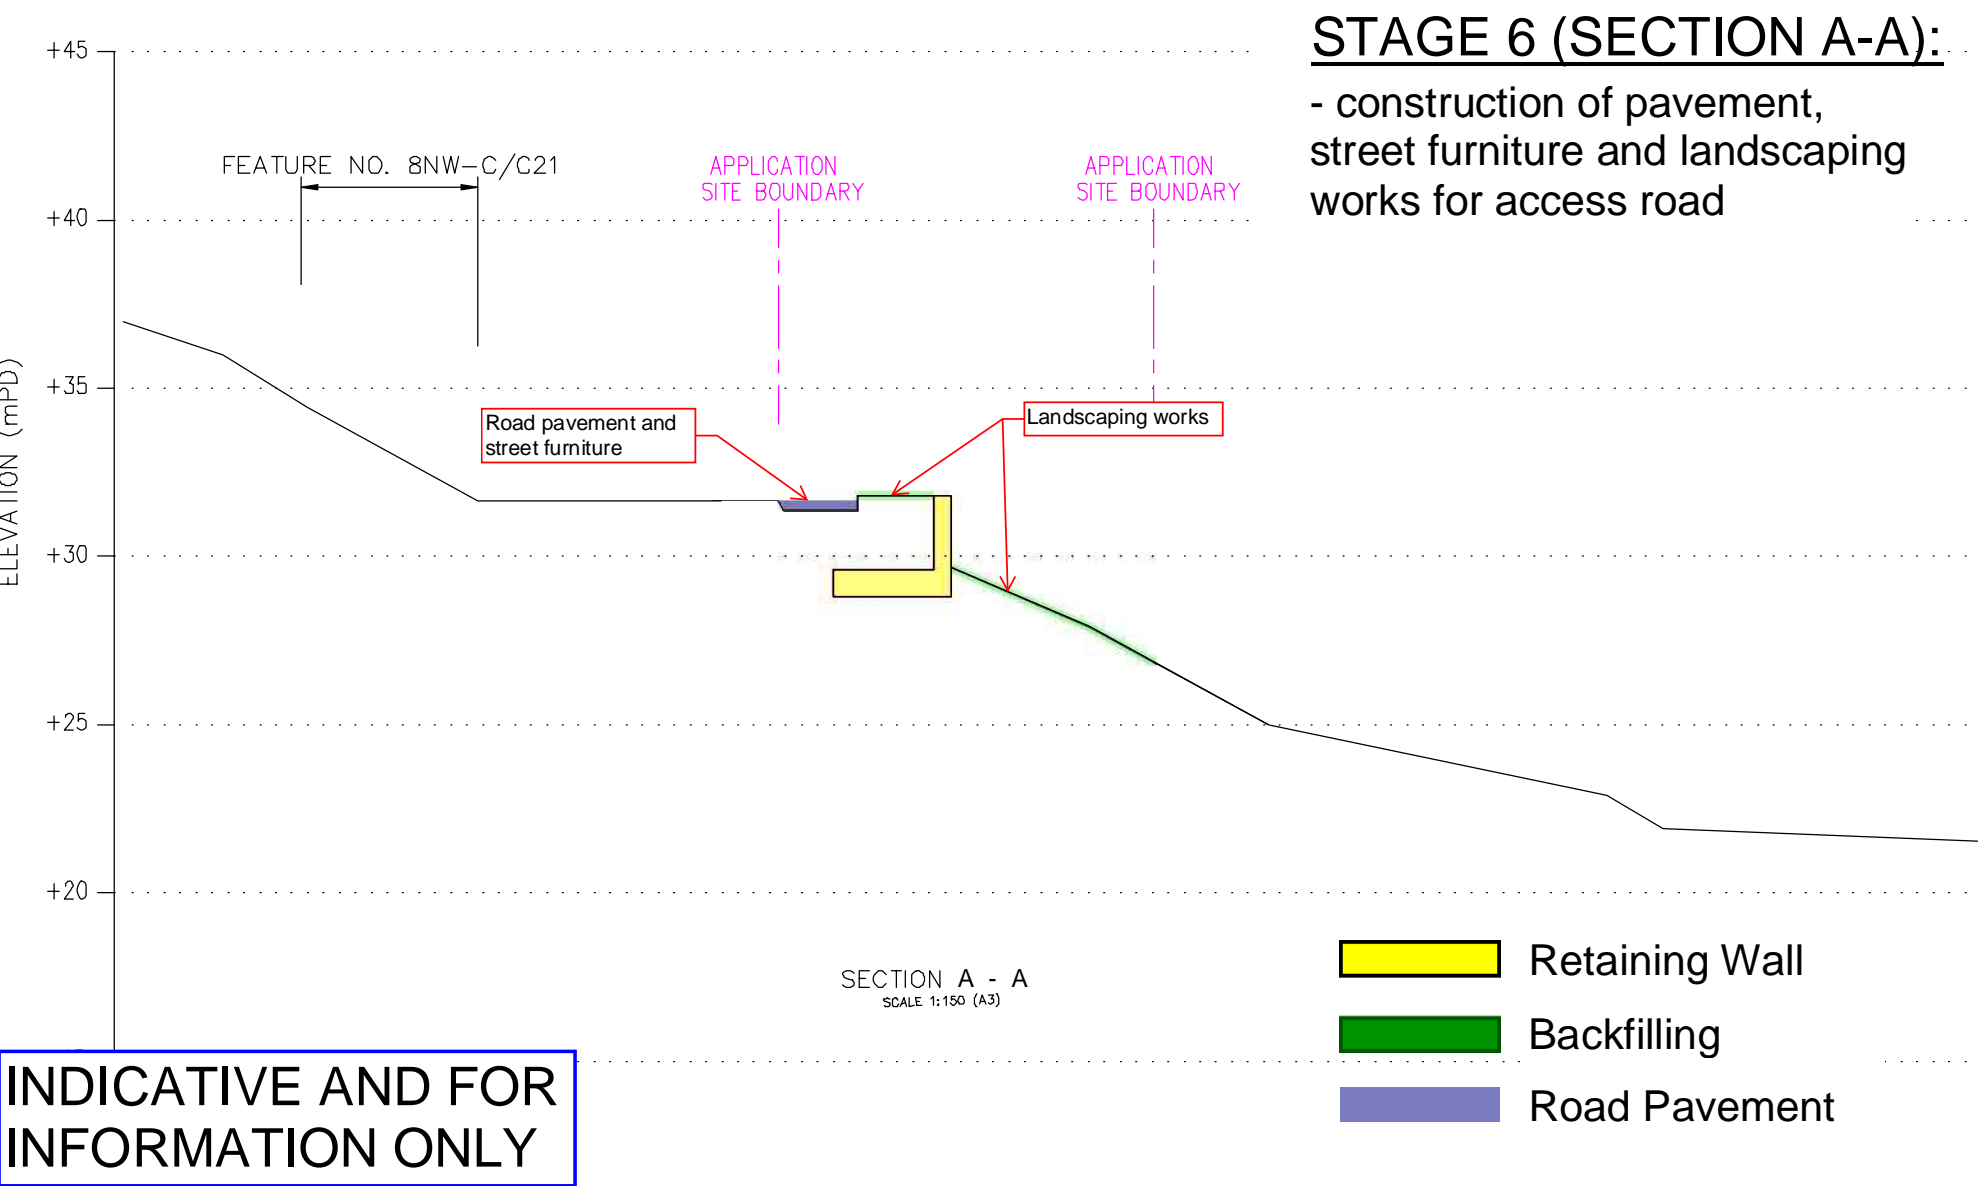 STAGE 6 (SECTION A-A):
- construction of pavement,
street furniture and landscaping
works for access road
+45
+40
+35
+30
+25
+20
ELEVATION (mPD)
FEATURE NO. 8NW-C/C21
APPLICATION
SITE BOUNDARY
APPLICATION
SITE BOUNDARY
Road pavement and
street furniture
Landscaping works
SECTION A - A
SCALE 1:150 (A3)
Retaining Wall
Backfilling
Road Pavement
INDICATIVE AND FOR
INFORMATION ONLY